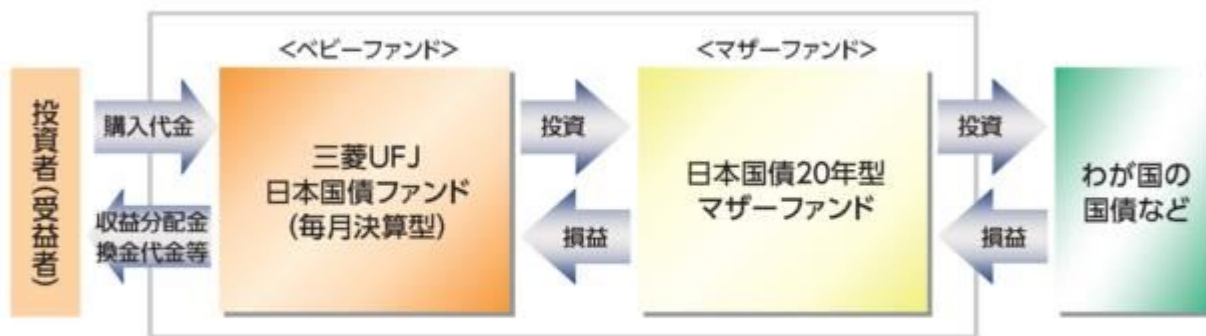 <ベビーファンド>
<マザーファンド>
投資者(受益者)
購入代金
収益分配金
換金代金等
三菱UFJ
日本国債ファンド
(毎月決算型)
投資
損益
日本国債20年型
マザーファンド
投資
損益
わが国の
国債など